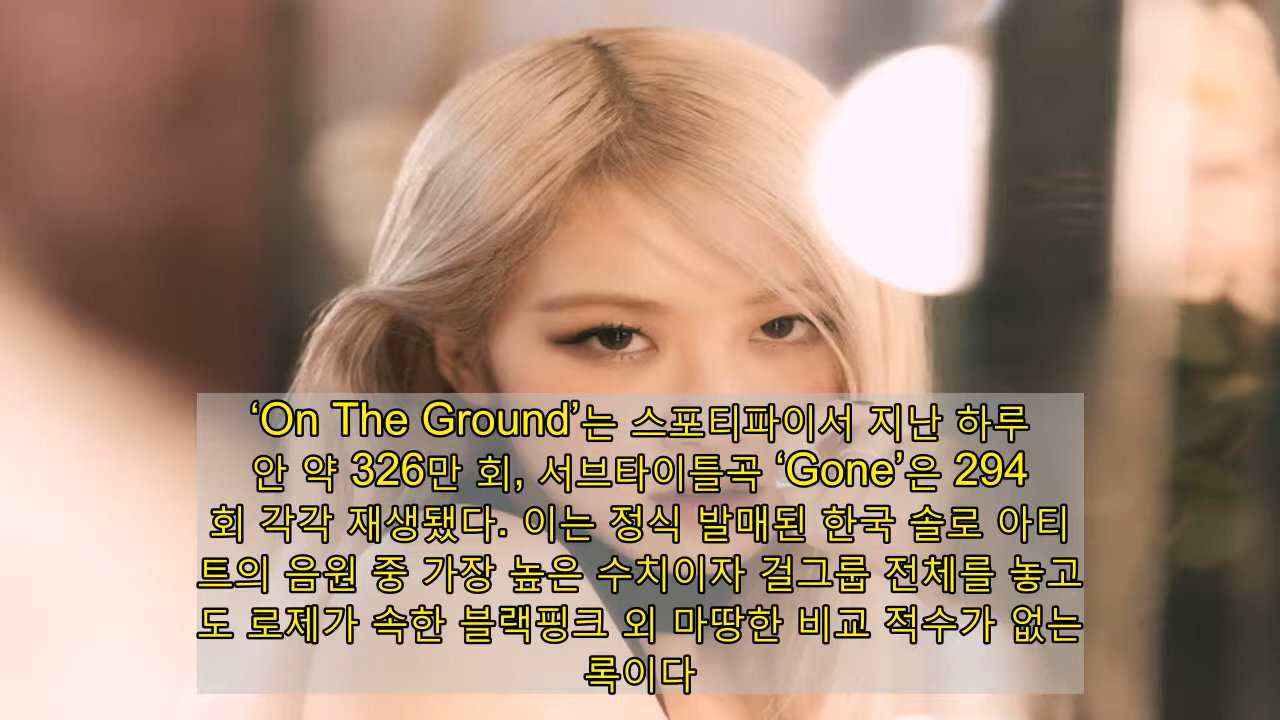 ‘On The Ground’는 스포티파이서 지난 하루
안 약 326만 회, 서브타이틀곡 ‘Gone’은 294
회 각각 재생됐다. 이는 정식 발매된 한국 솔로 아티
트의 음원 중 가장 높은 수치이자 걸그룹 전체를 놓고
도 로제가 속한 블랙핑크 외 마땅한 비교 적수가 없는
록이다